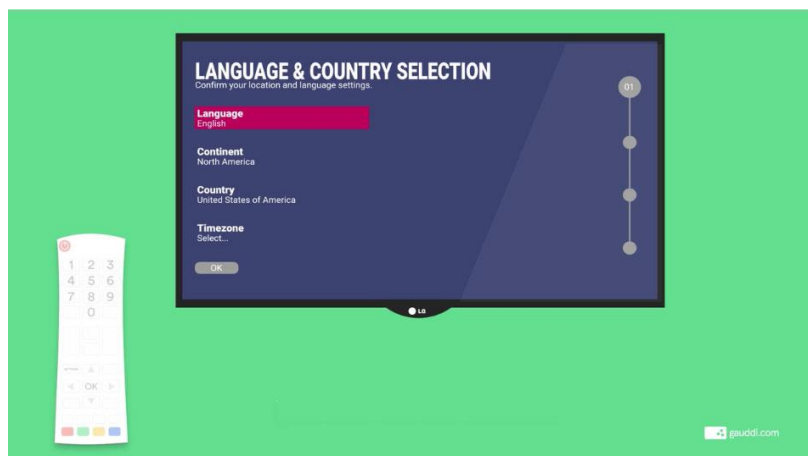 LANGUAGE & COUNTRY SELECTION
Confirm your location and language settings.
01
Language
English
Continent
North America
Country
United States of America
Timezone
Select...
OK
LG
1 2 3
4 5 6
7 8 9
0
OK
gauddi.com